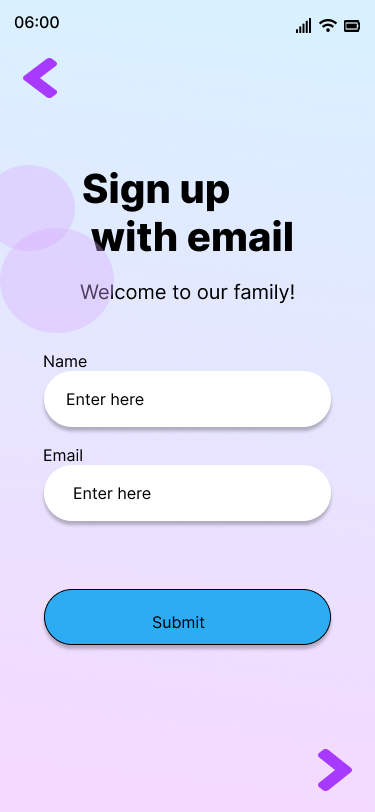 06:00
Sign up
with email
Welcome to our family!
Name
Enter here
Email
Enter here
Submit